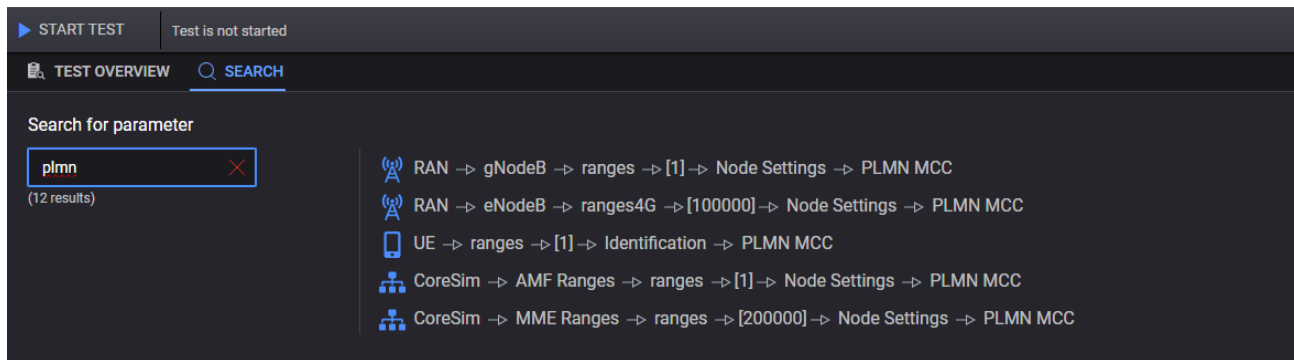 START TEST Test is not started
TEST OVERVIEW SEARCH
Search for parameter
plmn
(12 results)
RAN –▷ gNodeB –▷ ranges –▷ [1] –▷ Node Settings –▷ PLMN MCC
RAN –▷ eNodeB –▷ ranges4G –▷ [100000] –▷ Node Settings –▷ PLMN MCC
UE –▷ ranges –▷ [1] –▷ Identification –▷ PLMN MCC
CoreSim –▷ AMF Ranges –▷ ranges –▷ [1] –▷ Node Settings –▷ PLMN MCC
CoreSim –▷ MME Ranges –▷ ranges –▷ [200000] –▷ Node Settings –▷ PLMN MCC